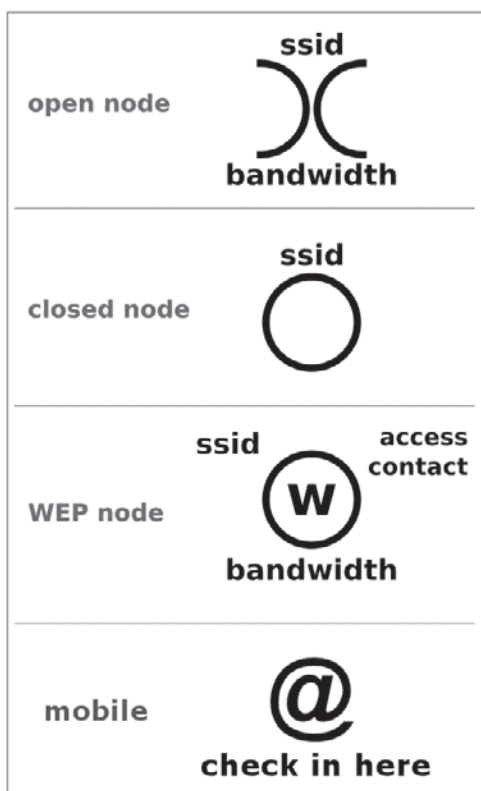 ssid
open node
bandwidth
ssid
closed node
ssid
access
contact
W
WEP node
bandwidth
@
mobile
check in here